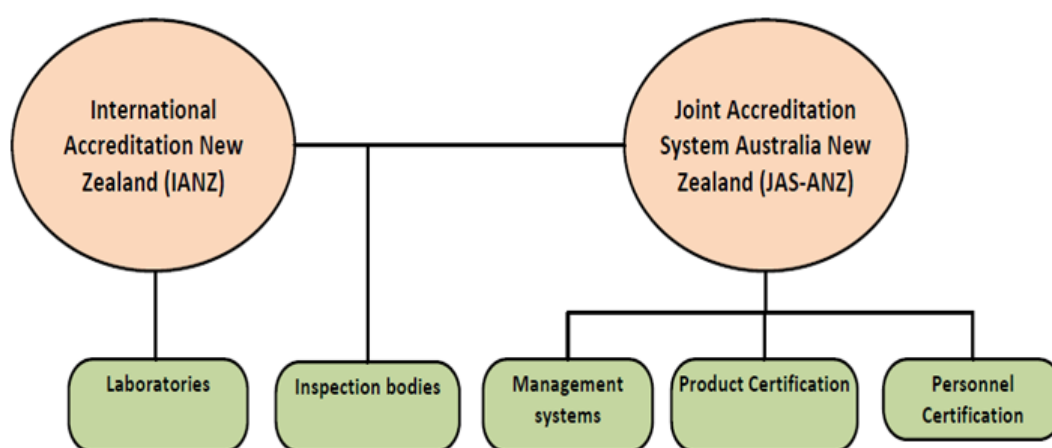 International
Accreditation New
Zealand (IANZ)
Joint Accreditation
System Australia New
Zealand (JAS-ANZ)
Laboratories
Inspection bodies
Management
systems
Product Certification
Personnel
Certification